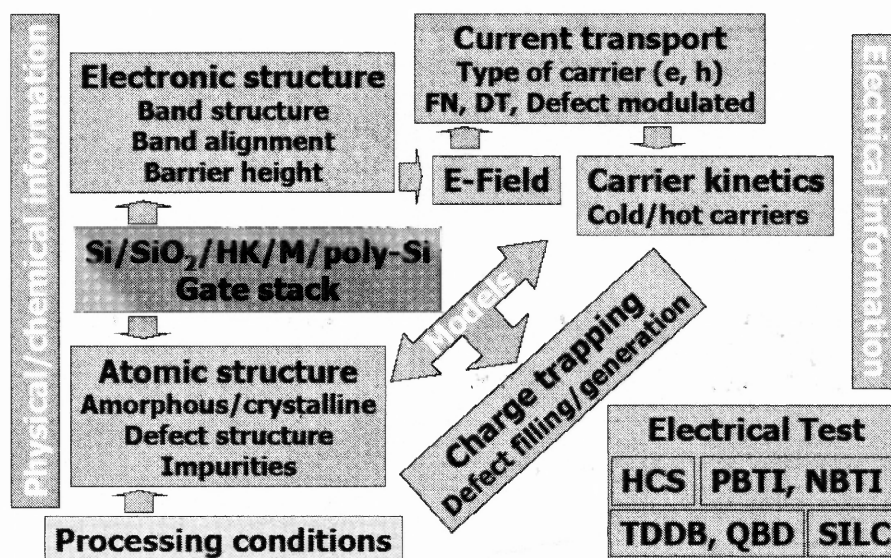 Physical/chemical information
Electronic structure
Band structure
Band alignment
Barrier height
Current transport
Type of carrier (e, h)
FN, DT, Defect modulated
E-Field
Carrier kinetics
Cold/hot carriers
Electrical information
Si/SiO₂/HK/M/poly-Si
Gate stack
Models
Atomic structure
Amorphous/crystalline
Defect structure
Impurities
Charge trapping
Defect filling/generation
Processing conditions
Electrical Test
HCS
PBTI, NBTI
TDDB, QBD
SILC